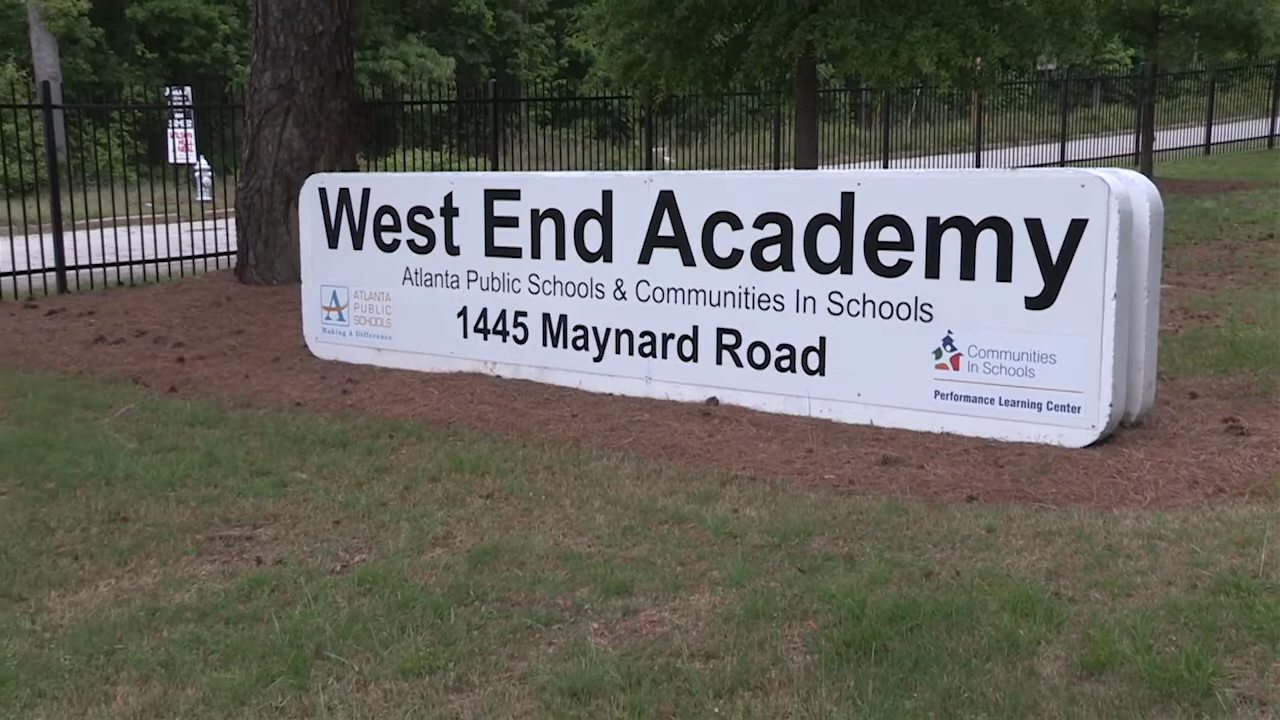 West End Academy
Atlanta Public Schools & Communities In Schools
1445 Maynard Road
ATLANTA
PUBLIC
SCHOOLS
Making A Difference
Communities
In Schools
Performance Learning Center